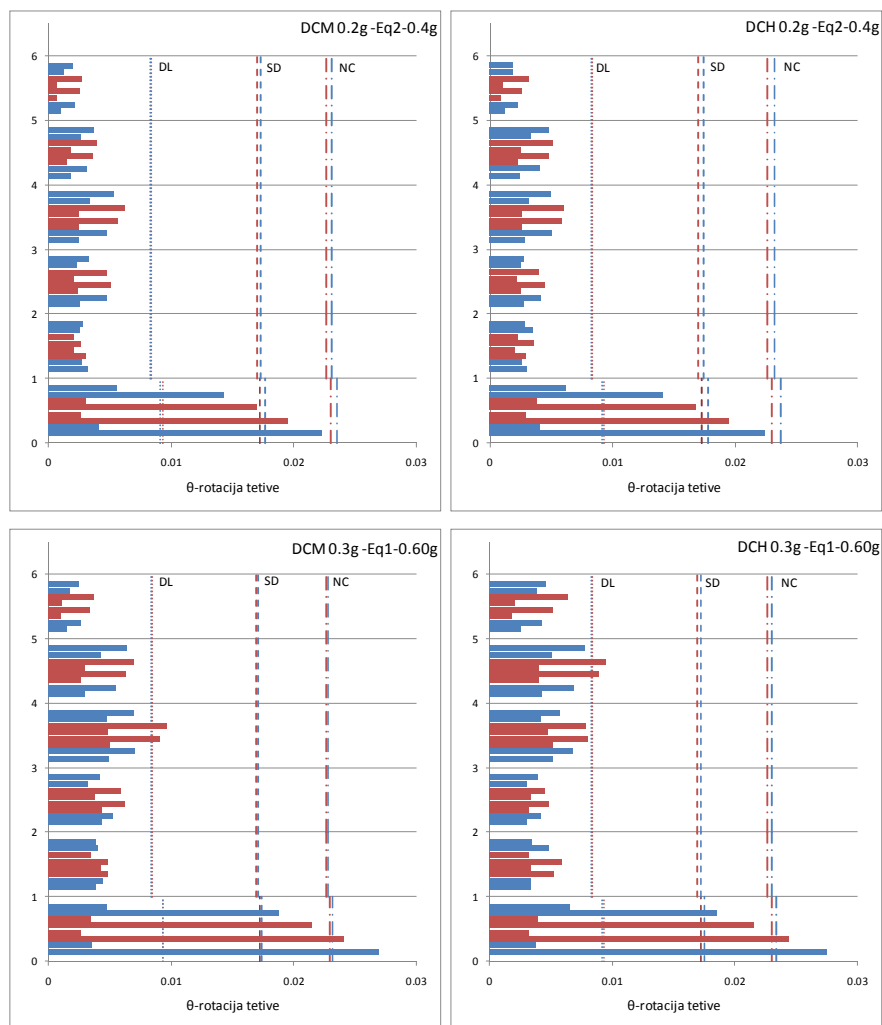 DCM 0.2g -Eq2-0.4g
6
DL
SD
NC
5
4
3
2
1
0
0
0.01
0.02
0.03
θ-rotacija tetive
DCH 0.2g -Eq2-0.4g
6
DL
SD
NC
5
4
3
2
1
0
0
0.01
0.02
0.03
θ-rotacija tetive
DCM 0.3g -Eq1-0.60g
6
DL
SD
NC
5
4
3
2
1
0
0
0.01
0.02
0.03
θ-rotacija tetive
DCH 0.3g -Eq1-0.60g
6
DL
SD
NC
5
4
3
2
1
0
0
0.01
0.02
0.03
θ-rotacija tetive